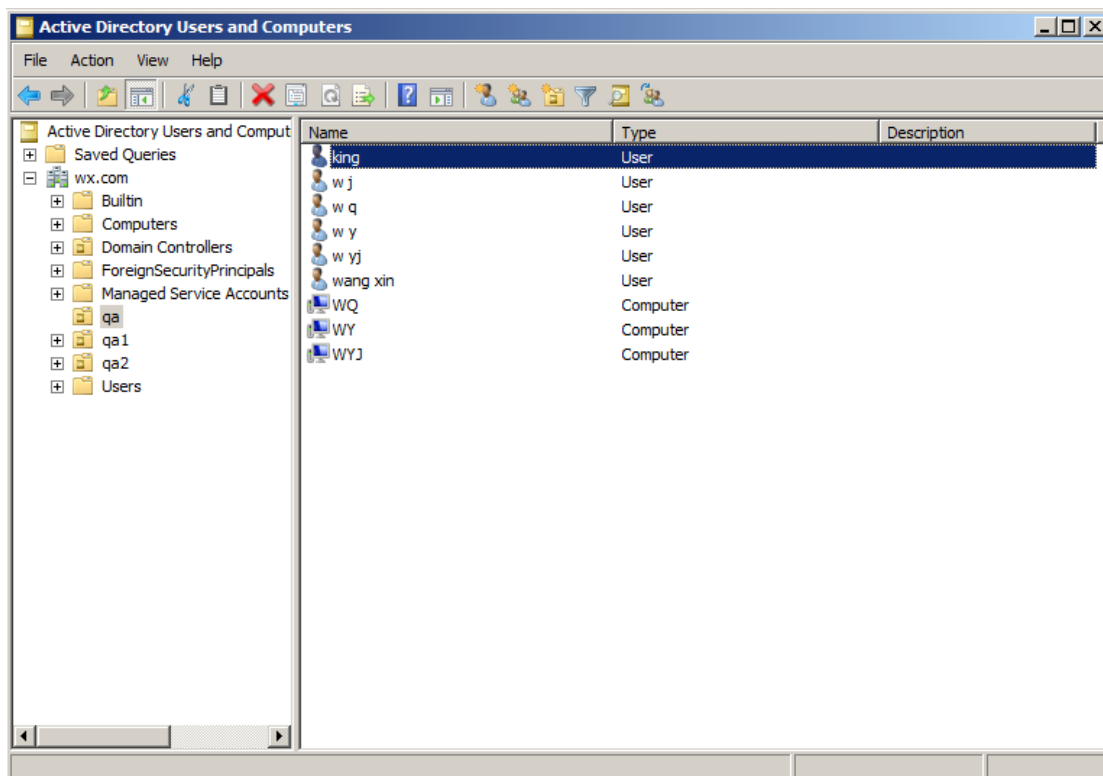 Active Directory Users and Computers
File Action View Help
Active Directory Users and Comput
Saved Queries
wx.com
Builtin
Computers
Domain Controllers
ForeignSecurityPrincipals
Managed Service Accounts
qa
qa1
qa2
Users
Name Type Description
king User
w j User
w q User
w y User
w yj User
wang xin User
WQ Computer
WY Computer
WYJ Computer